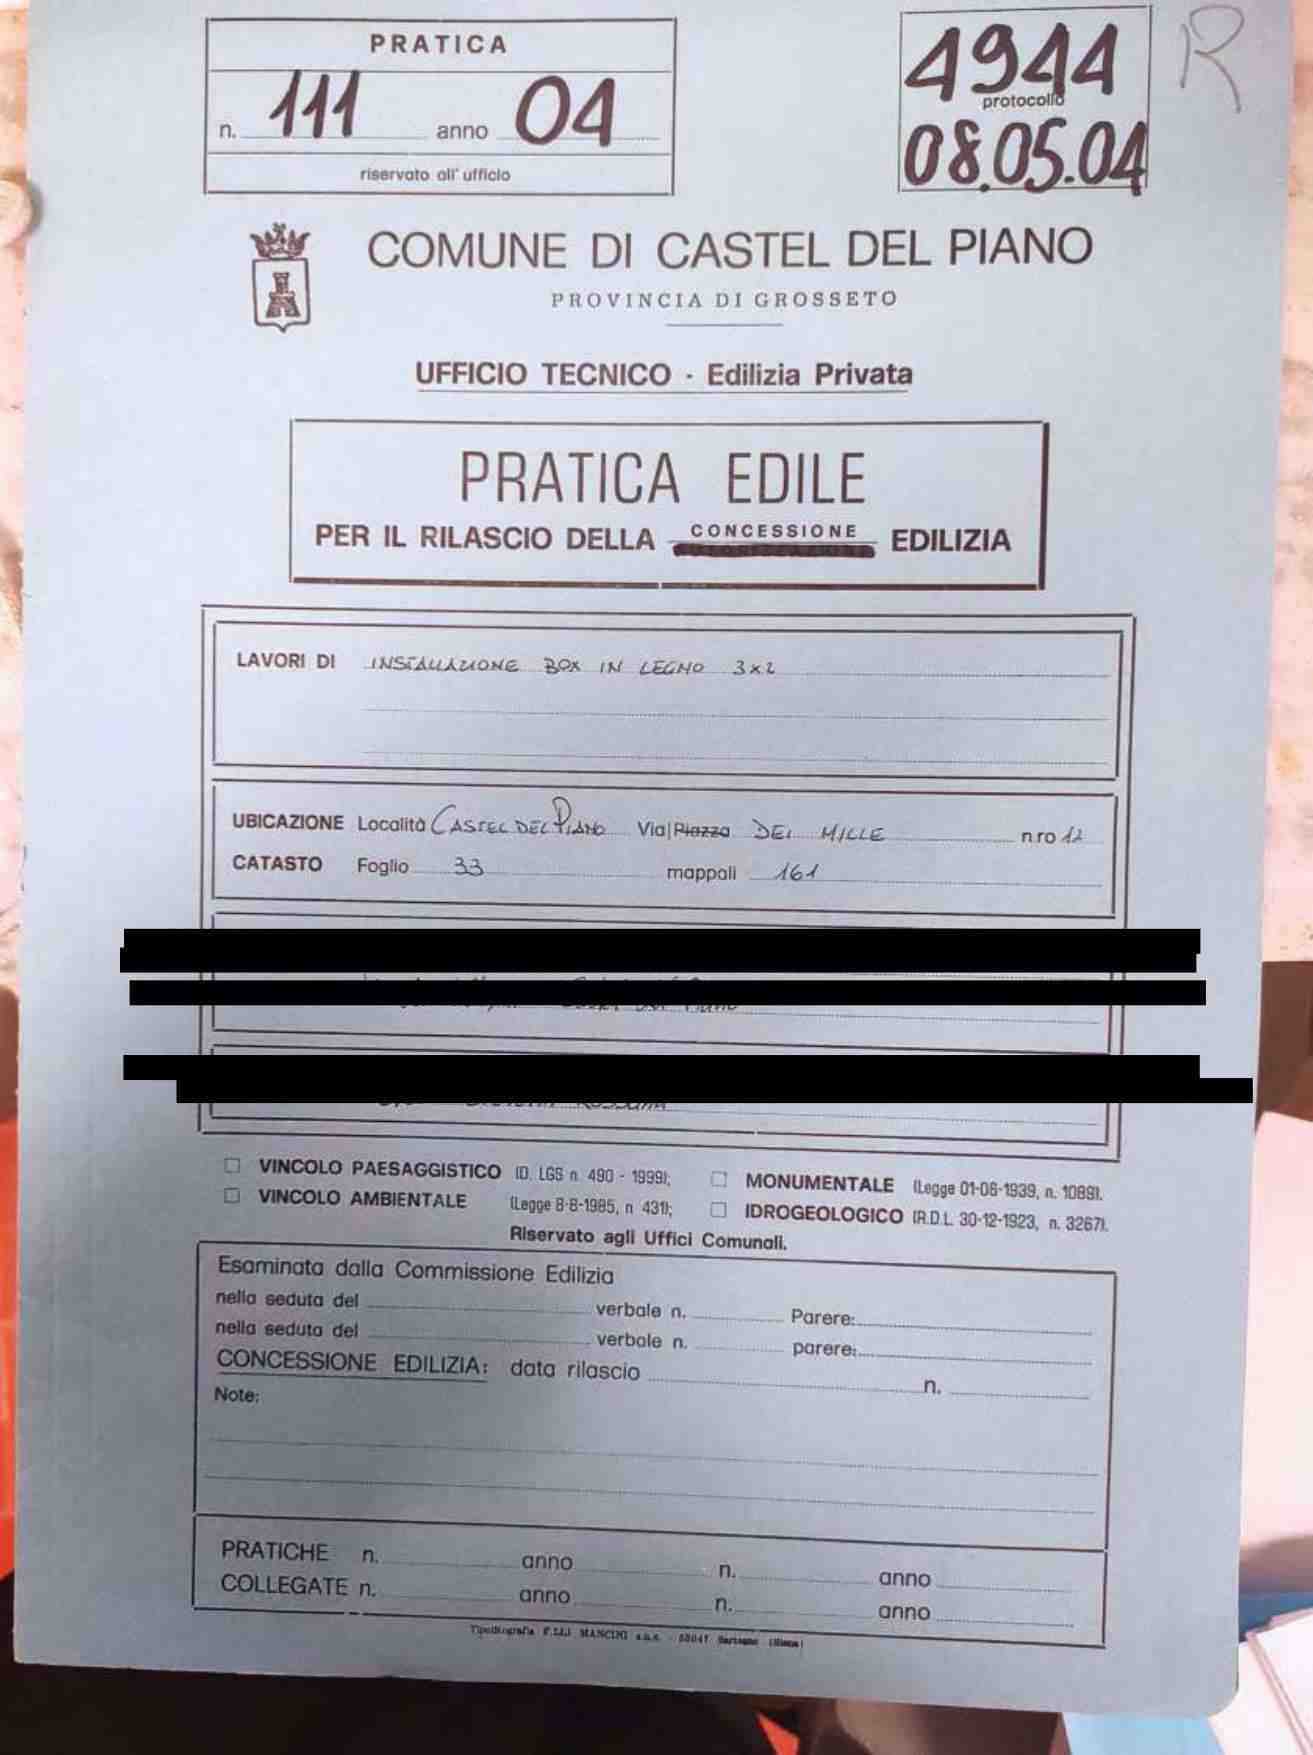 PRATICA
n. 111 anno 04
riservato all' ufficio
4944
protocollo
08.05.04
R
COMUNE DI CASTEL DEL PIANO
PROVINCIA DI GROSSETO
UFFICIO TECNICO - Edilizia Privata
PRATICA EDILE
PER IL RILASCIO DELLA CONCESSIONE EDILIZIA
LAVORI DI INSTALLAZIONE BOX IN LEGNO 3x2
UBICAZIONE Località CASTEL DEL PIANO Via|Piazza DEI MILLE nro 12
CATASTO Foglio 33 mappali 161
VINCOLO PAESAGGISTICO (D. LGS n. 490 - 1999);
MONUMENTALE (Legge 01-06-1939, n. 1089).
VINCOLO AMBIENTALE (Legge 8-8-1985, n 431);
IDROGEOLOGICO (R.D.L. 30-12-1923, n. 3267).
Riservato agli Uffici Comunali.
Esaminata dalla Commissione Edilizia
nella seduta del verbale n. Parere:
nella seduta del verbale n. parere:
CONCESSIONE EDILIZIA: data rilascio n.
Note:
PRATICHE n. anno n. anno
COLLEGATE n. anno n. anno
MANCINI s.n.c. - 53047